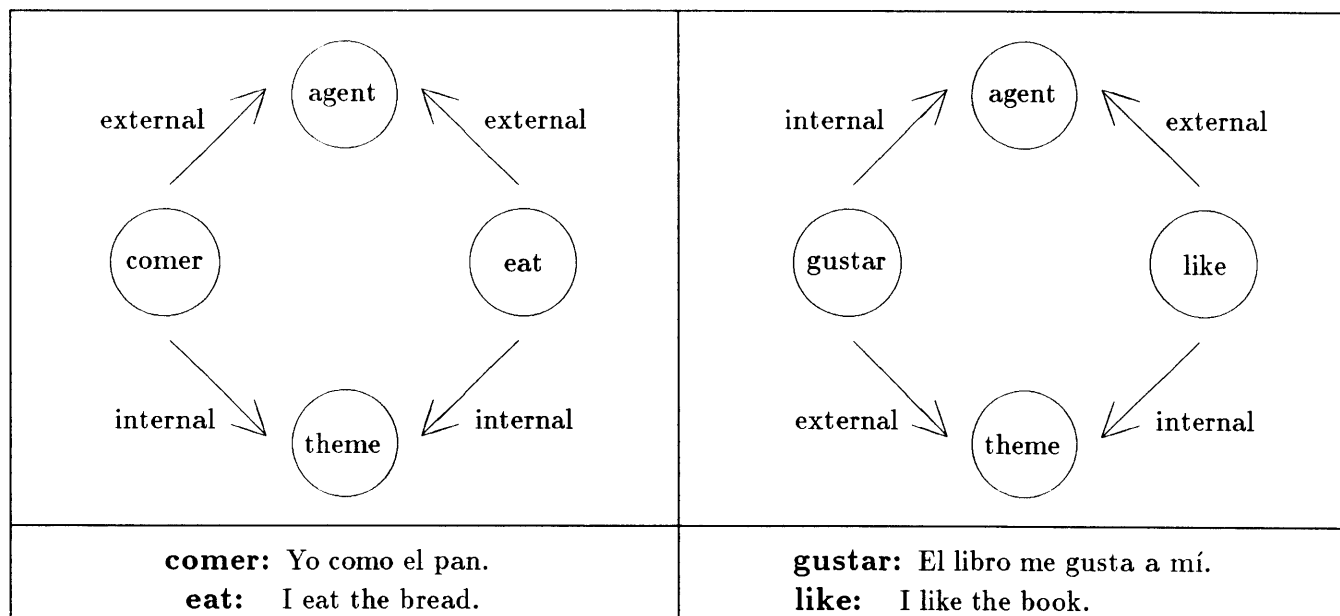 agent
external
external
comer
eat
internal
internal
theme
agent
internal
external
gustar
like
external
internal
theme
comer: Yo como el pan.
eat: I eat the bread.
gustar: El libro me gusta a mí.
like: I like the book.